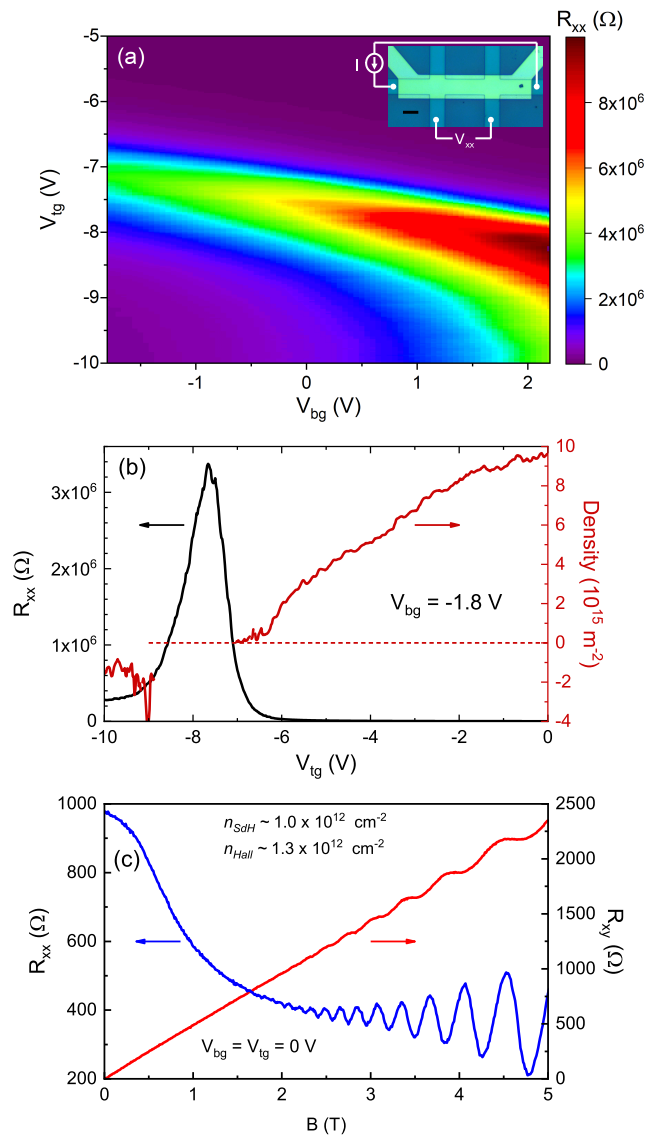 R_xx (Ω)
(a)
I
V_xx
-5
-6
-7
-8
-9
-10
V_tg (V)
-1
0
1
2
V_bg (V)
8x10^6
6x10^6
4x10^6
2x10^6
0
(b)
3x10^6
2x10^6
1x10^6
0
R_xx (Ω)
10
8
6
4
2
0
-2
-4
Density (10^15 m^-2)
V_bg = -1.8 V
-10
-8
-6
-4
-2
0
V_tg (V)
(c)
n_SdH ~ 1.0 x 10^12 cm^-2
n_Hall ~ 1.3 x 10^12 cm^-2
1000
800
600
400
200
R_xx (Ω)
2500
2000
1500
1000
500
0
R_xy (Ω)
V_bg = V_tg = 0 V
0
1
2
3
4
5
B (T)